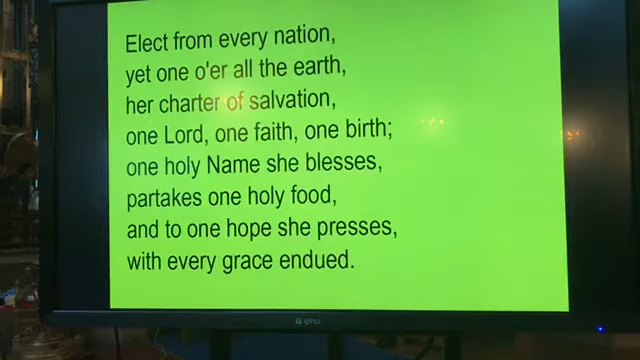 Elect from every nation,
yet one o'er all the earth,
her charter of salvation,
one Lord, one faith, one birth;
one holy Name she blesses,
partakes one holy food,
and to one hope she presses,
with every grace endued.